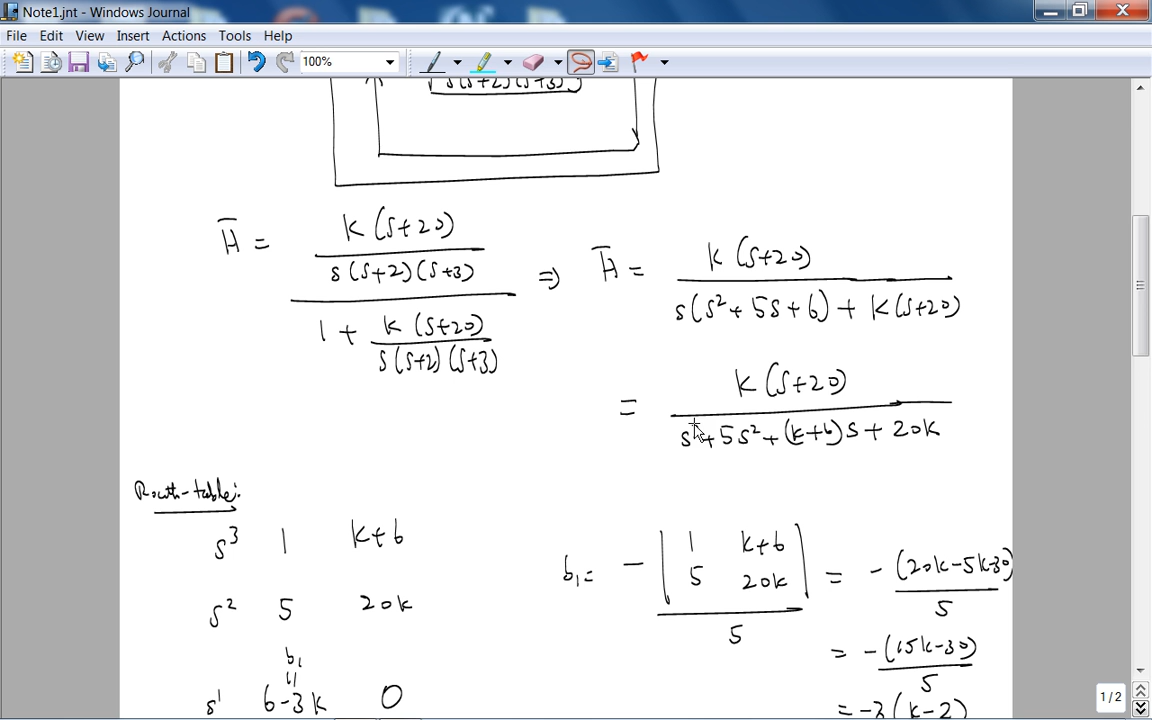 Note1.jnt - Windows Journal
File Edit View Insert Actions Tools Help
100%
s(s+2)(s+3)
H̅ = k(s+20) / s(s+2)(s+3) / 1 + k(s+20) / s(s+2)(s+3) ⇒ H̅ = k(s+20) / s(s²+5s+6) + k(s+20)
= k(s+20) / s³+5s²+(k+6)s+20k
Routh-table:
s³ 1 k+6
s² 5 20k
b₁ = - | 1 k+6 |
| 5 20k |
5
= -(20k-5k-30) / 5
= -(15k-30) / 5
= -3(k-2)
b₁
s¹ 6-3k 0
1 / 2